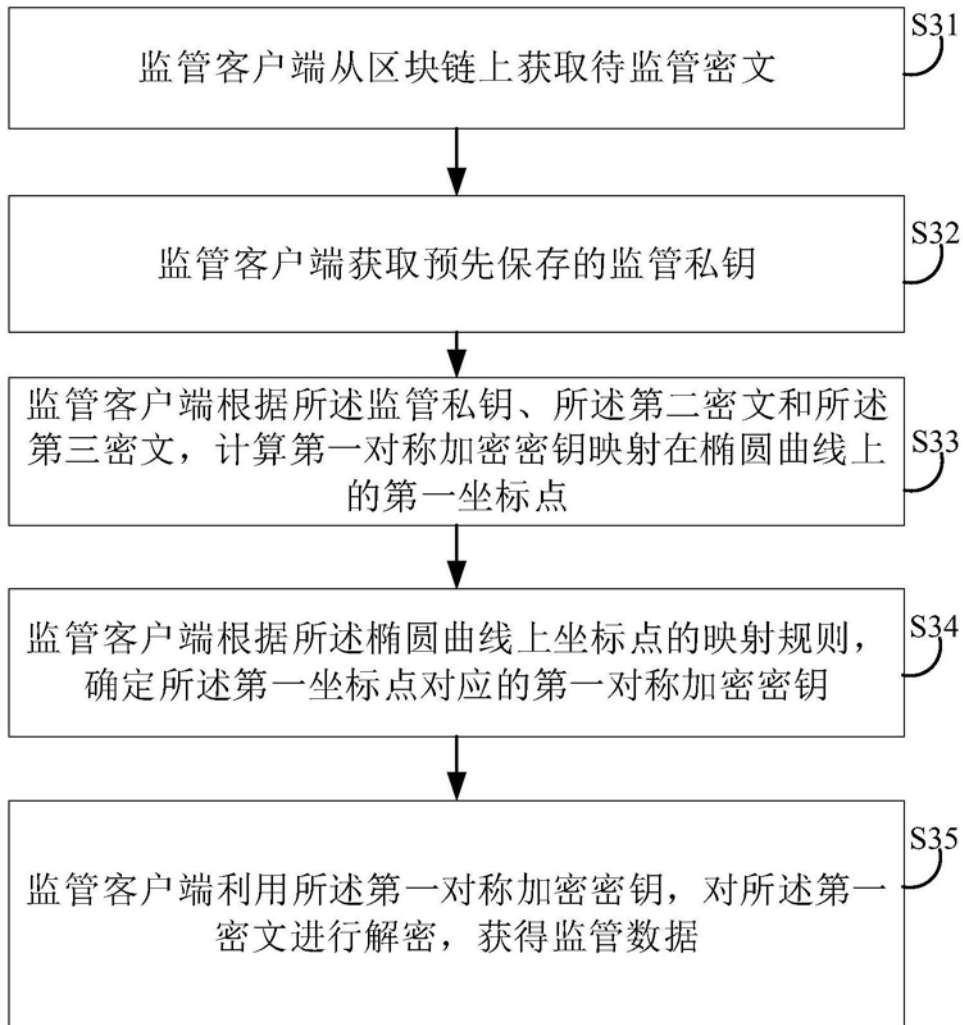 监管客户端从区块链上获取待监管密文
S31
监管客户端获取预先保存的监管私钥
S32
监管客户端根据所述监管私钥、所述第二密文和所述
第三密文，计算第一对称加密密钥映射在椭圆曲线上
的第一坐标点
S33
监管客户端根据所述椭圆曲线上坐标点的映射规则，
确定所述第一坐标点对应的第一对称加密密钥
S34
监管客户端利用所述第一对称加密密钥，对所述第一
密文进行解密，获得监管数据
S35